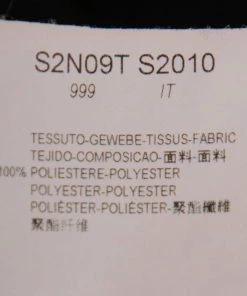 S2N09T S2010
999 IT
TESSUTO-GEWEBE-TISSUS-FABRIC
TEJIDO-COMPOSICAO-面料-面料
100% POLIESTERE-POLYESTER
POLYESTER-POLYESTER
POLIÉSTER-POLIÉSTER-聚酯纖維
聚酯纤维